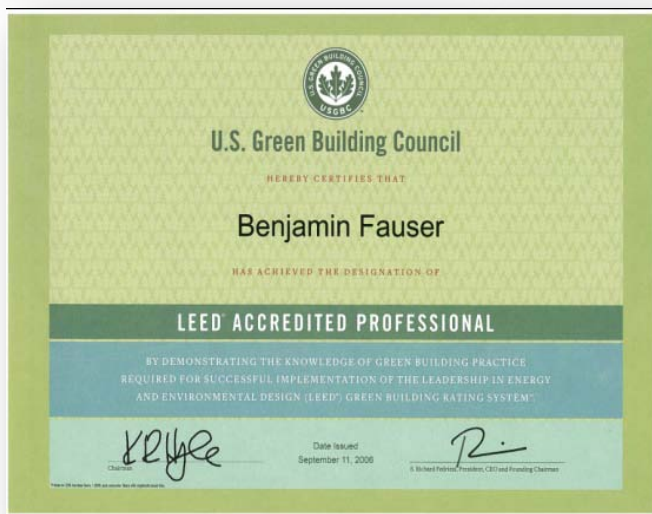 U.S. GREEN BUILDING COUNCIL
USGBC
U.S. Green Building Council
HEREBY CERTIFIES THAT
Benjamin Fauser
HAS ACHIEVED THE DESIGNATION OF
LEED® ACCREDITED PROFESSIONAL
BY DEMONSTRATING THE KNOWLEDGE OF GREEN BUILDING PRACTICE
REQUIRED FOR SUCCESSFUL IMPLEMENTATION OF THE LEADERSHIP IN ENERGY
AND ENVIRONMENTAL DESIGN (LEED®) GREEN BUILDING RATING SYSTEM™.
Date Issued
September 11, 2006
Chairman
S. Richard Fedrizzi, President, CEO and Founding Chairman